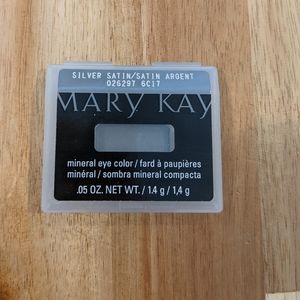 SILVER SATIN/SATIN ARGENT
026297 6C17
MARY KAY
mineral eye color / fard à paupières
minéral / sombra mineral compacta
.05 OZ. NET WT. / 1.4 g / 1,4 g